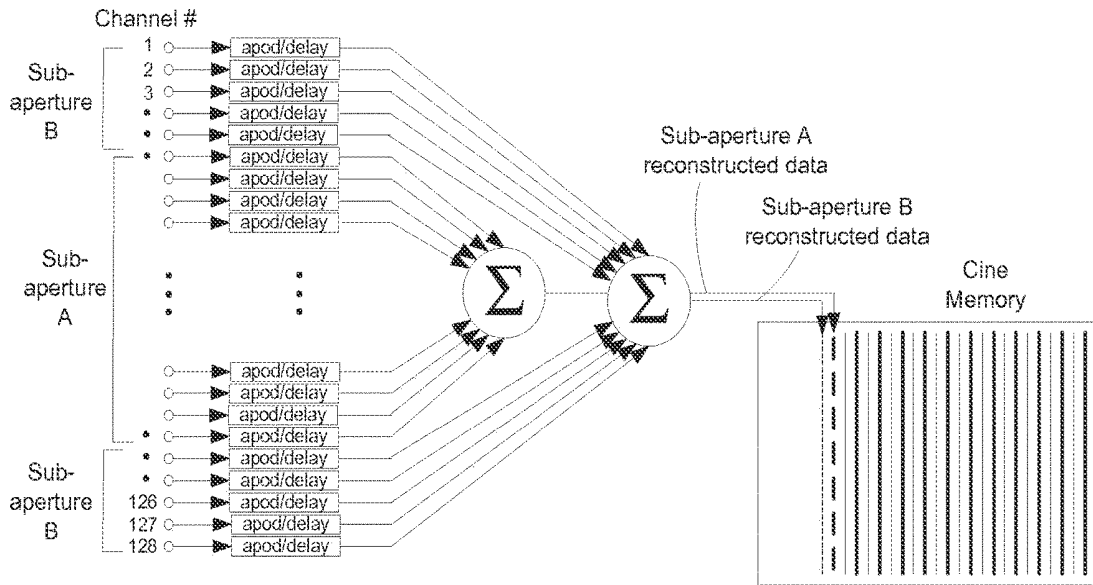 Channel #
Sub-
aperture
B
1
2
3
apod/delay
apod/delay
apod/delay
apod/delay
apod/delay
apod/delay
apod/delay
apod/delay
apod/delay
Sub-
aperture
A
Σ
Σ
Sub-aperture A
reconstructed data
Sub-aperture B
reconstructed data
Cine
Memory
apod/delay
apod/delay
apod/delay
apod/delay
apod/delay
apod/delay
apod/delay
apod/delay
apod/delay
Sub-
aperture
B
126
127
128